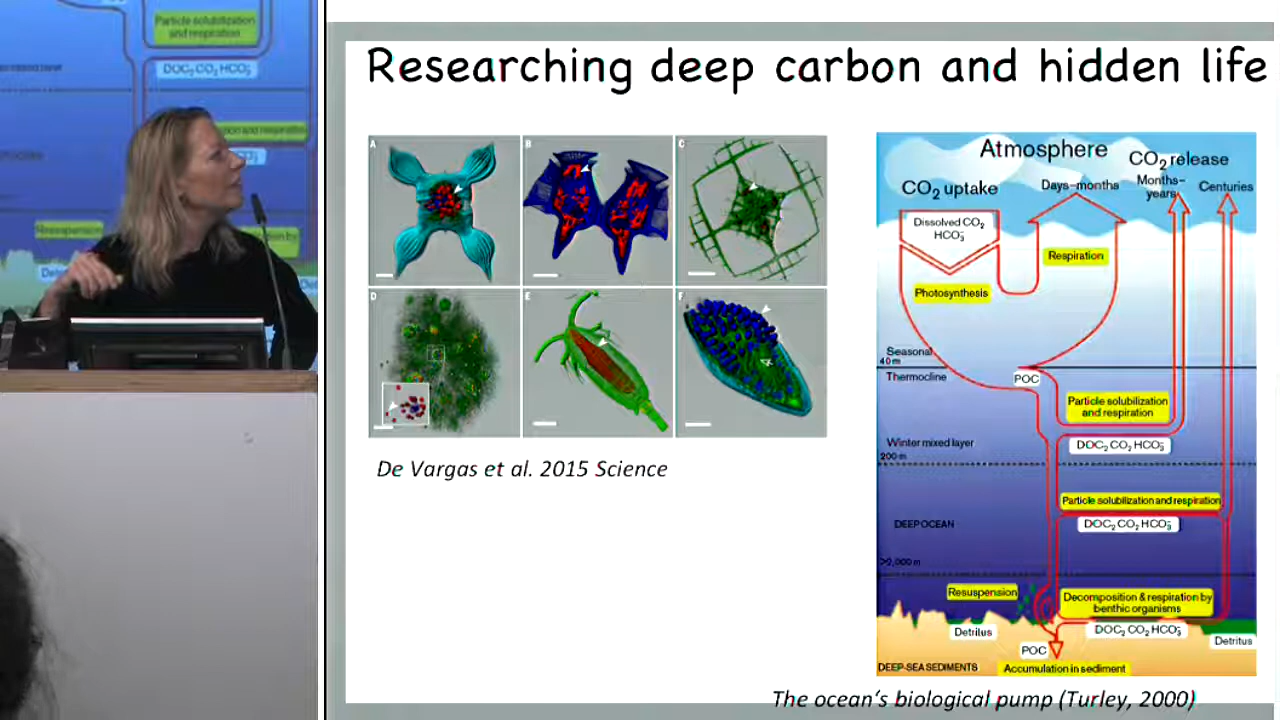 Particle solubilization
and respiration
DOC, CO2 HCO3-
Resuspension
Researching deep carbon and hidden life
A
B
C
D
E
F
De Vargas et al. 2015 Science
Atmosphere
CO2 release
CO2 uptake
Days–months
Months–
years
Centuries
Dissolved CO2
HCO3-
Respiration
Photosynthesis
Seasonal
40 m
Thermocline
POC
Particle solubilization
and respiration
DOC, CO2 HCO3-
Winter mixed layer
200 m
Particle solubilization and respiration
DOC, CO2 HCO3-
DEEP OCEAN
>2,000 m
Resuspension
Decomposition & respiration by
benthic organisms
Detritus
DOC, CO2 HCO3-
Detritus
POC
DEEP-SEA SEDIMENTS
Accumulation in sediment
The ocean's biological pump (Turley, 2000)